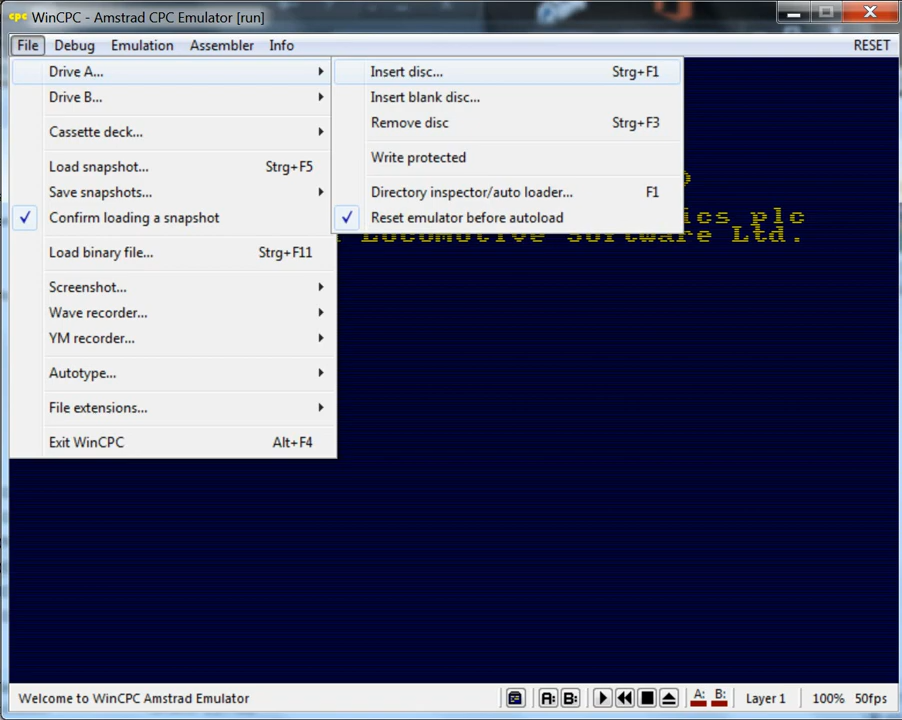 cpc WinCPC - Amstrad CPC Emulator [run]
File Debug Emulation Assembler Info RESET
Drive A...
Drive B...
Cassette deck...
Load snapshot... Strg+F5
Save snapshots...
Confirm loading a snapshot
Load binary file... Strg+F11
Screenshot...
Wave recorder...
YM recorder...
Autotype...
File extensions...
Exit WinCPC Alt+F4
Insert disc... Strg+F1
Insert blank disc...
Remove disc Strg+F3
Write protected
Directory inspector/auto loader... F1
Reset emulator before autoload
ics plc
Locomotive Software Ltd.
Welcome to WinCPC Amstrad Emulator A: B: A: B: Layer 1 100% 50fps